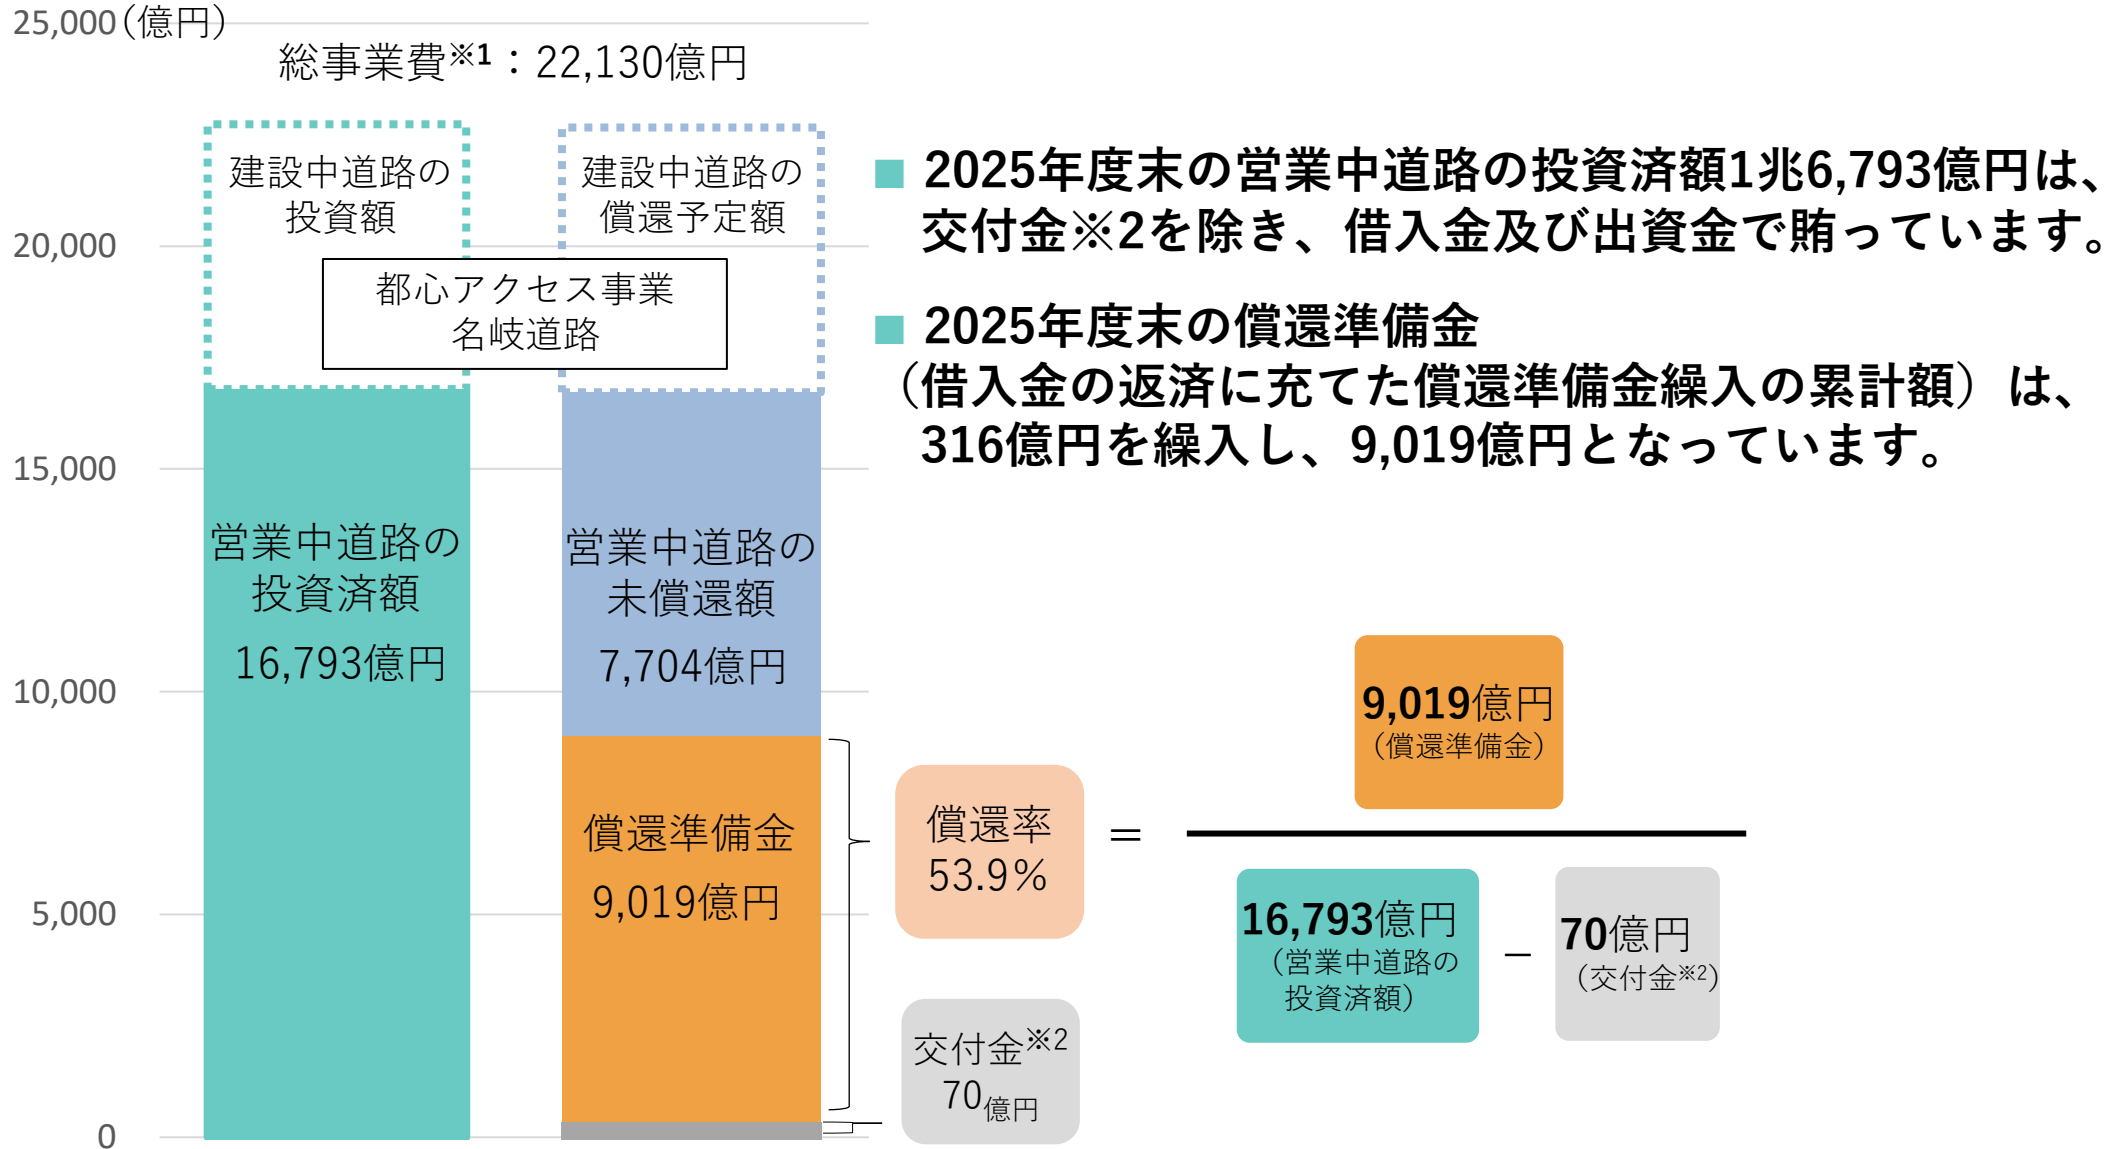 25,000(億円)
総事業費※1：22,130億円
建設中道路の
投資額
建設中道路の
償還予定額
20,000
都心アクセス事業
名岐道路
15,000
営業中道路の
投資済額
16,793億円
営業中道路の
未償還額
7,704億円
10,000
償還準備金
9,019億円
5,000
0
■ 2025年度末の営業中道路の投資済額1兆6,793億円は、
交付金※2を除き、借入金及び出資金で賄っています。
■ 2025年度末の償還準備金
（借入金の返済に充てた償還準備金繰入の累計額）は、
316億円を繰入し、9,019億円となっています。
償還率
53.9%
＝
9,019億円
（償還準備金）
16,793億円
（営業中道路の
投資済額）
－
70億円
（交付金※2）
交付金※2
70億円